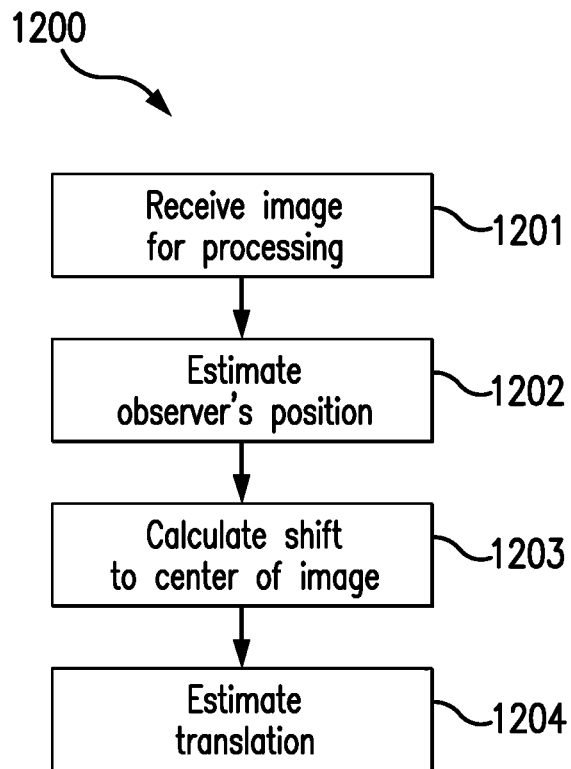 1200
Receive image
for processing
1201
Estimate
observer's position
1202
Calculate shift
to center of image
1203
Estimate
translation
1204